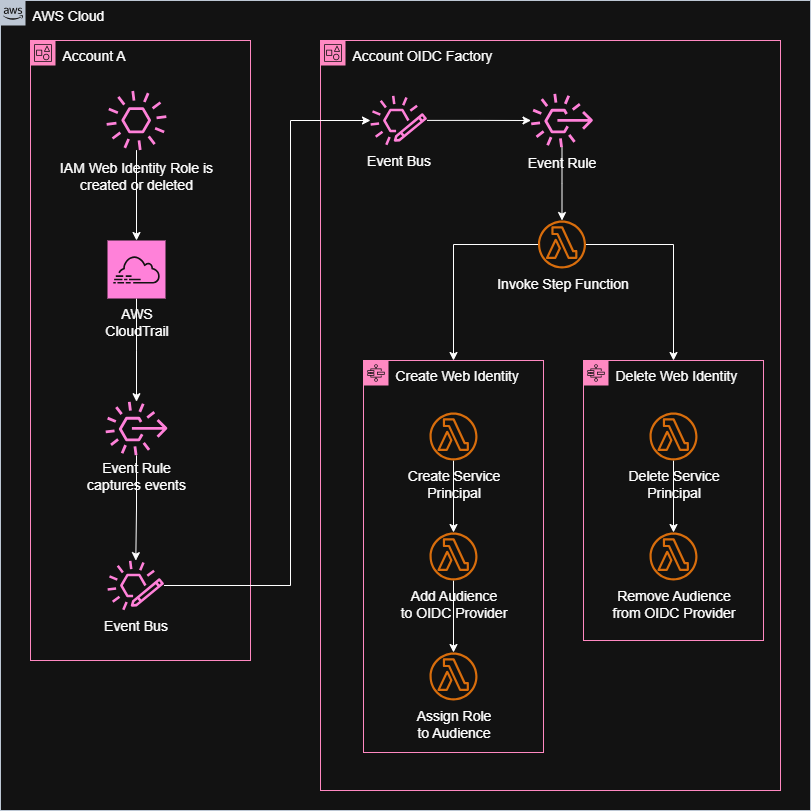 aws
AWS Cloud
Account A
IAM Web Identity Role is
created or deleted
AWS
CloudTrail
Event Rule
captures events
Event Bus
Account OIDC Factory
Event Bus
Event Rule
Invoke Step Function
Create Web Identity
Create Service
Principal
Add Audience
to OIDC Provider
Assign Role
to Audience
Delete Web Identity
Delete Service
Principal
Remove Audience
from OIDC Provider